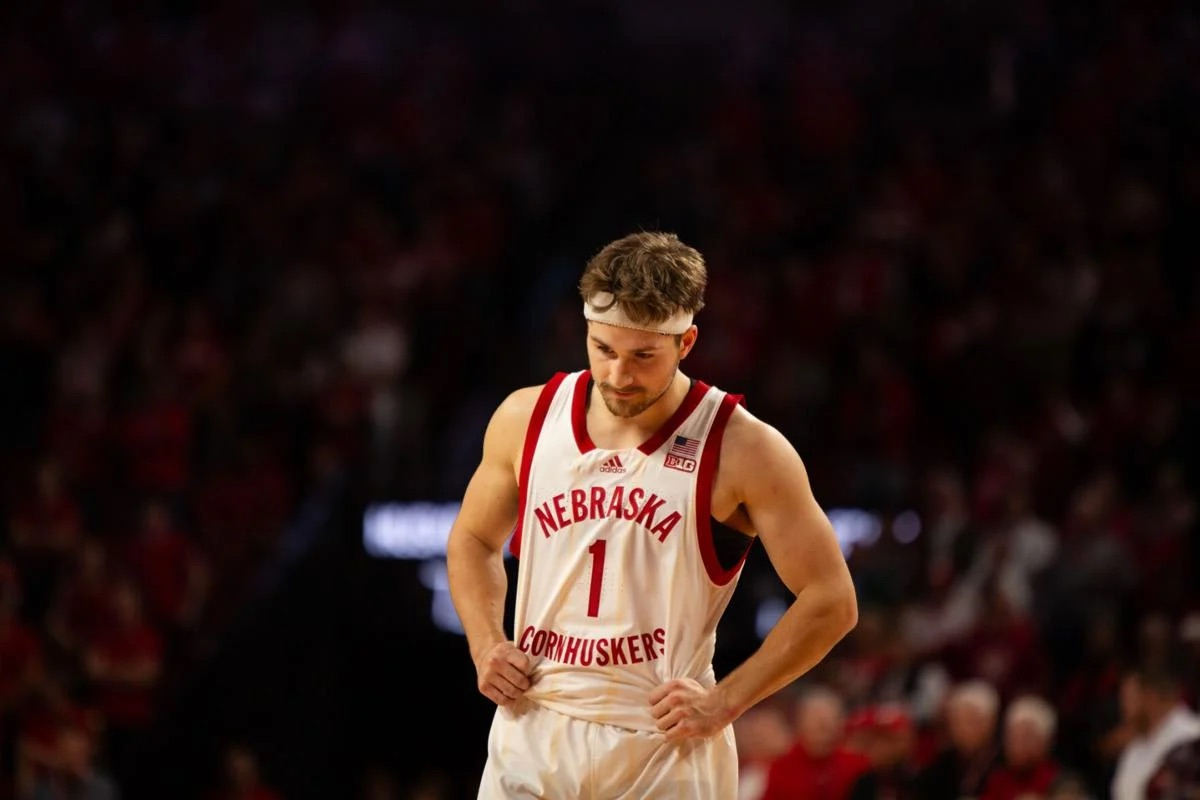 adidas
B1G
NEBRASKA
1
CORNHUSKERS